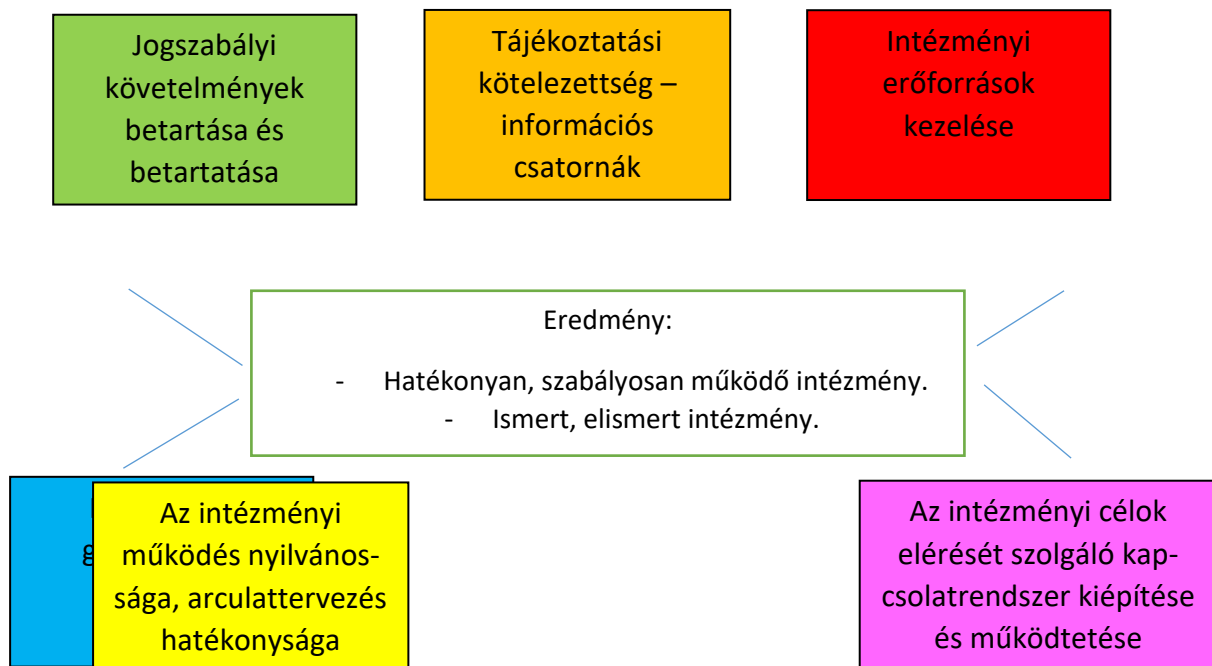 Jogszabályi
követelmények
betartása és
betartatása
Tájékoztatási
kötelezettség –
információs
csatornák
Intézményi
erőforrások
kezelése
Eredmény:
- Hatékonyan, szabályosan működő intézmény.
- Ismert, elismert intézmény.
Az intézményi
működés nyilvános-
sága, arculattervezés
hatékonysága
Az intézményi célok
elérését szolgáló kap-
csolatrendszer kiépítése
és működtetése